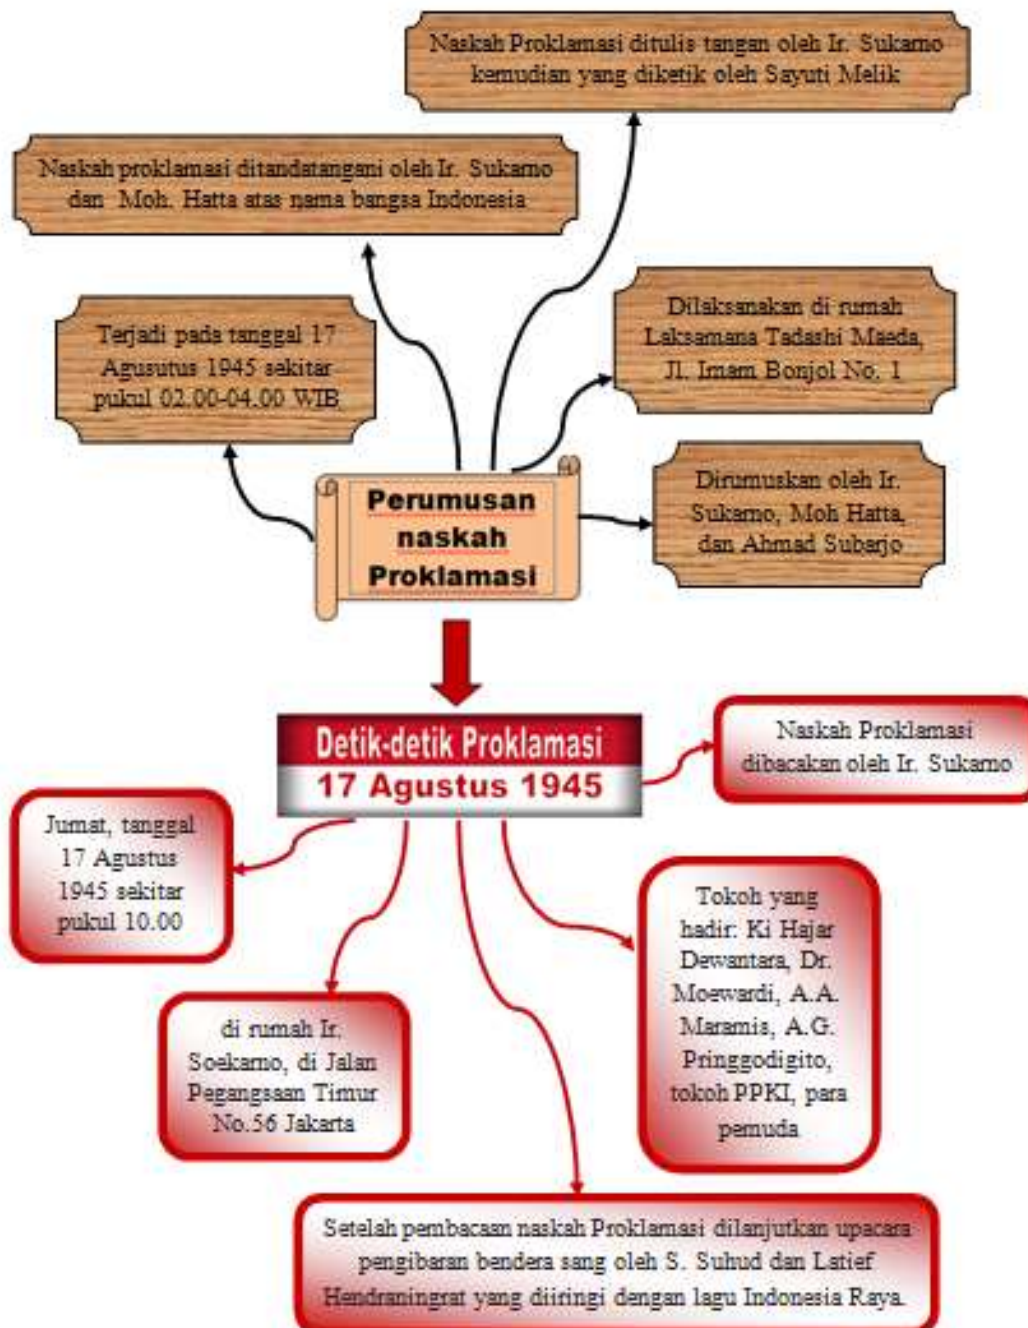 Naskah Proklamasi ditulis tangan oleh Ir. Sukarno
kemudian yang diketik oleh Sayuti Melik
Naskah proklamasi ditandatangani oleh Ir. Sukarno
dan Moh. Hatta atas nama bangsa Indonesia
Terjadi pada tanggal 17
Agusutus 1945 sekitar
pukul 02.00-04.00 WIB
Dilaksanakan di rumah
Laksamana Tadashi Maeda,
Jl. Imam Bonjol No. 1
Dirumuskan oleh Ir.
Sukarno, Moh Hatta,
dan Ahmad Subarjo
Perumusan
naskah
Proklamasi
Detik-detik Proklamasi
17 Agustus 1945
Naskah Proklamasi
dibacakan oleh Ir. Sukarno
Jumat, tanggal
17 Agustus
1945 sekitar
pukul 10.00
di rumah Ir.
Soekarno, di Jalan
Pegangsaan Timur
No.56 Jakarta
Tokoh yang
hadir: Ki Hajar
Dewantara, Dr.
Moewardi, A.A.
Maramis, A.G.
Pringgodigito,
tokoh PPKI, para
pemuda
Setelah pembacaan naskah Proklamasi dilanjutkan upacara
pengibaran bendera sang oleh S. Suhud dan Latief
Hendraningrat yang diiringi dengan lagu Indonesia Raya.